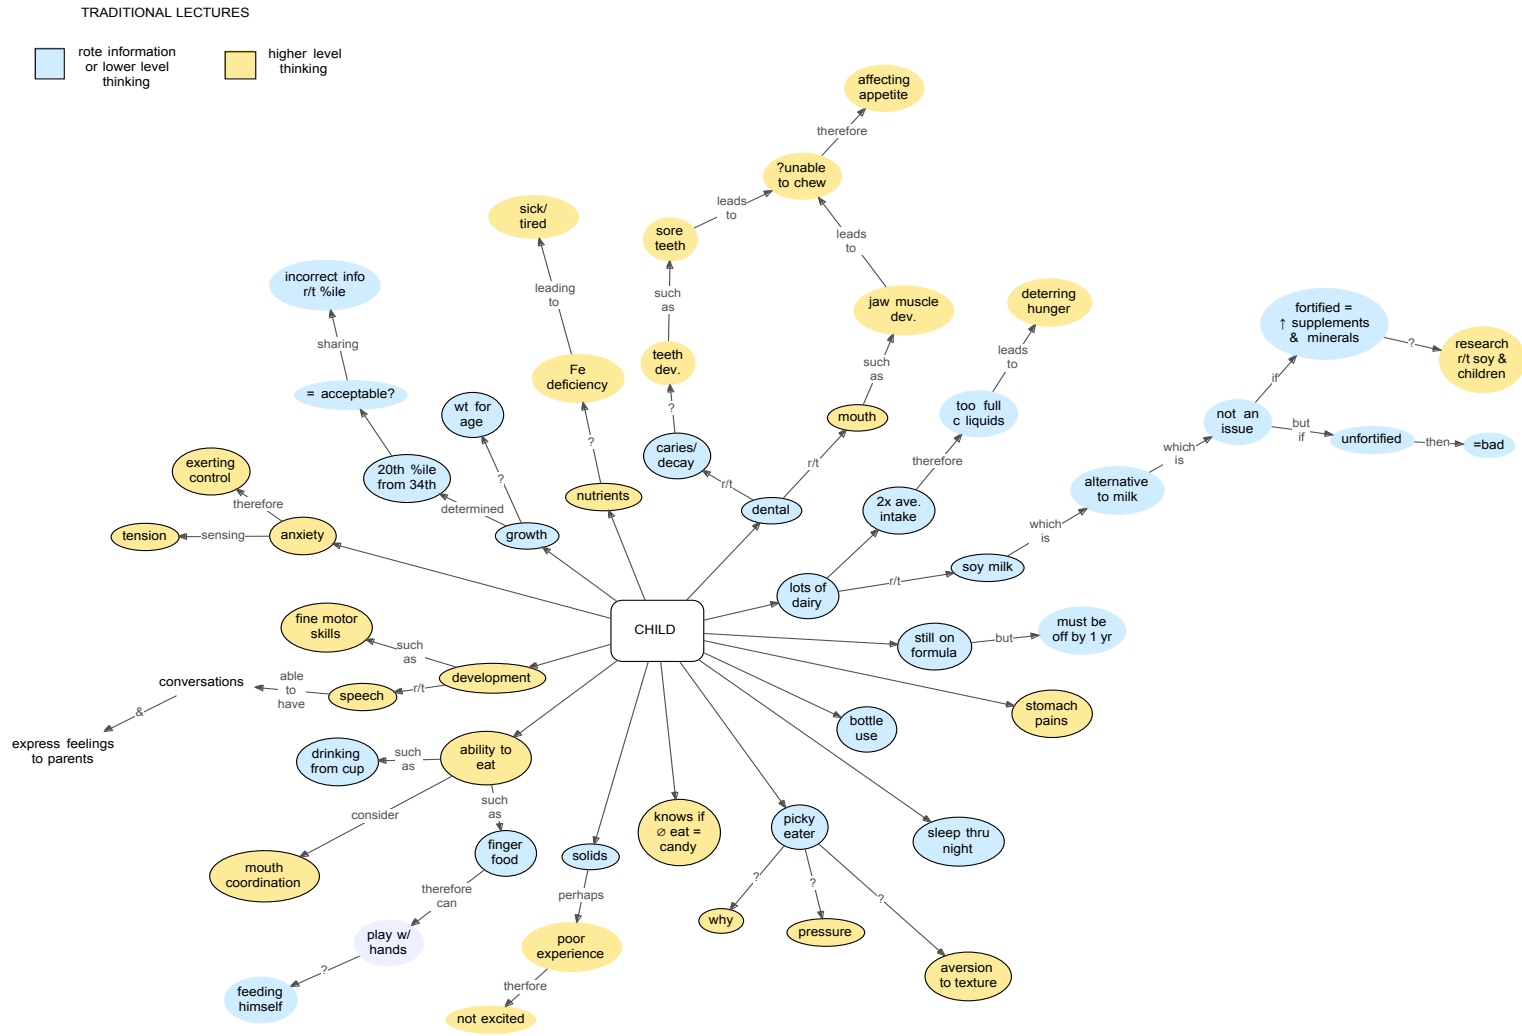 TRADITIONAL LECTURES
rote information
or lower level
thinking
higher level
thinking
affecting
appetite
therefore
?unable
to chew
leads
to
sore
teeth
such
as
teeth
dev.
?
caries/
decay
r/t
dental
leads
to
jaw muscle
dev.
such
as
mouth
r/t
sick/
tired
leading
to
Fe
deficiency
?
nutrients
incorrect info
r/t %ile
sharing
= acceptable?
20th %ile
from 34th
determined
wt for
age
?
growth
exerting
control
therefore
tension
sensing
anxiety
deterring
hunger
leads
to
too full
c liquids
therefore
2x ave.
intake
lots of
dairy
r/t
soy milk
which
is
alternative
to milk
which
is
not an
issue
if
fortified =
↑ supplements
& minerals
?
research
r/t soy &
children
but
if
unfortified
then
=bad
CHILD
still on
formula
but
must be
off by 1 yr
stomach
pains
bottle
use
sleep thru
night
fine motor
skills
such
as
development
r/t
speech
able
to
have
conversations
&
express feelings
to parents
ability to
eat
such
as
drinking
from cup
consider
mouth
coordination
such
as
finger
food
therefore
can
play w/
hands
?
feeding
himself
solids
perhaps
poor
experience
therfore
not excited
knows if
∅ eat =
candy
picky
eater
?
why
?
pressure
?
aversion
to texture